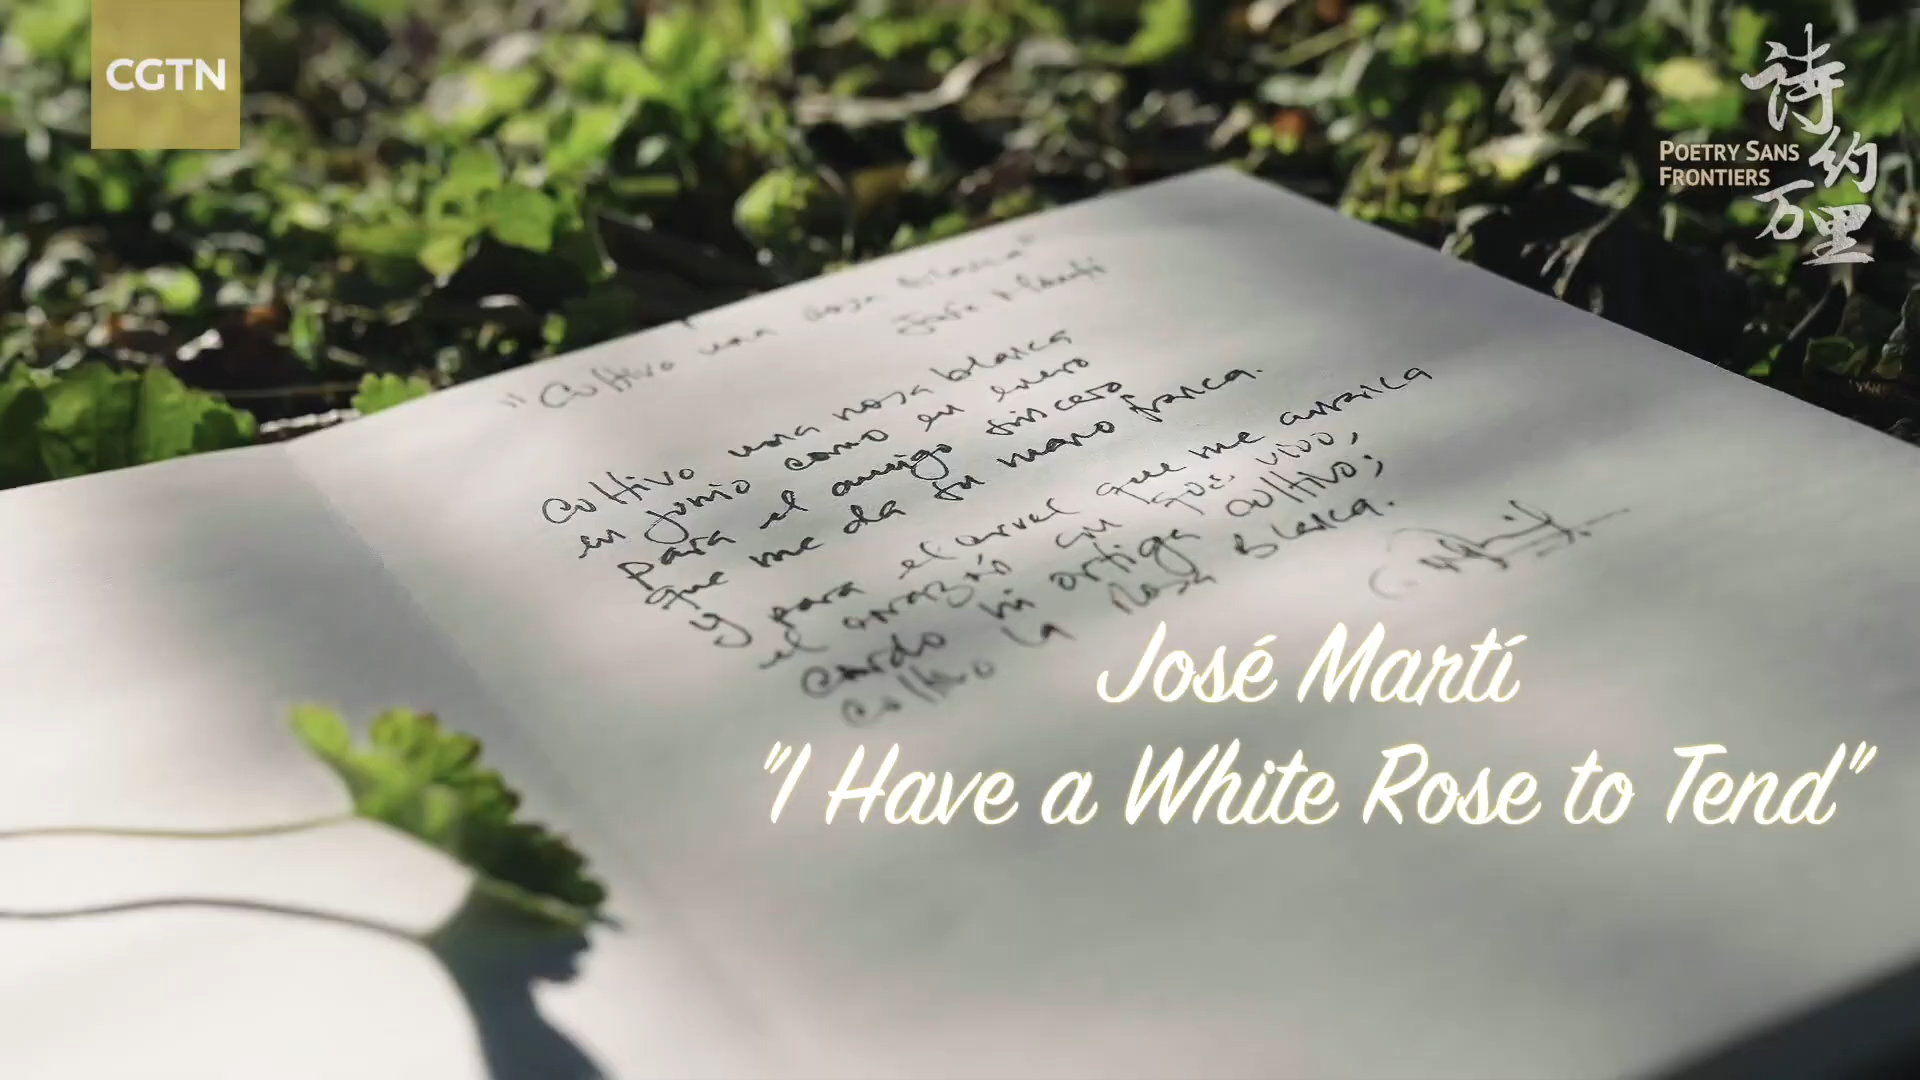 CGTN
诗约万里
POETRY SANS
FRONTIERS
"Cultivo una rosa blanca"
José Martí
Cultivo una rosa blanca
en junio como en enero
para el amigo sincero,
que me da su mano franca.
y para el cruel que me arranca
el corazón con que vivo,
cardo ni ortiga cultivo;
Cultivo la Rosa Blanca.
José Martí
"I Have a White Rose to Tend"